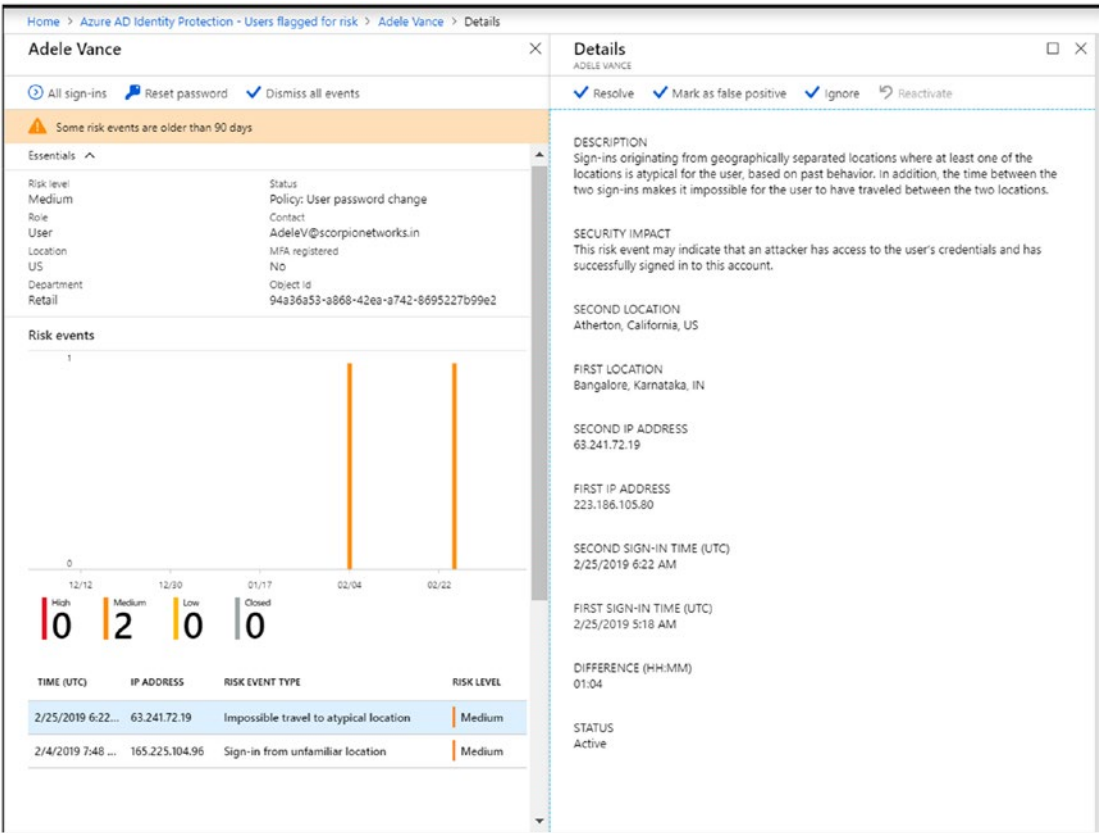 Home > Azure AD Identity Protection - Users flagged for risk > Adele Vance > Details
Adele Vance
All sign-ins Reset password Dismiss all events
Some risk events are older than 90 days
Essentials
Risk level Status
Medium Policy: User password change
Role Contact
User AdeleV@scorpionetworks.in
Location MFA registered
US No
Department Object Id
Retail 94a36a53-a868-42ea-a742-8695227b99e2
Risk events
1
0
12/12 12/30 01/17 02/04 02/22
High Medium Low Closed
0 2 0 0
TIME (UTC) IP ADDRESS RISK EVENT TYPE RISK LEVEL
2/25/2019 6:22... 63.241.72.19 Impossible travel to atypical location Medium
2/4/2019 7:48 ... 165.225.104.96 Sign-in from unfamiliar location Medium
Details
ADELE VANCE
Resolve Mark as false positive Ignore Reactivate
DESCRIPTION
Sign-ins originating from geographically separated locations where at least one of the
locations is atypical for the user, based on past behavior. In addition, the time between the
two sign-ins makes it impossible for the user to have traveled between the two locations.
SECURITY IMPACT
This risk event may indicate that an attacker has access to the user's credentials and has
successfully signed in to this account.
SECOND LOCATION
Atherton, California, US
FIRST LOCATION
Bangalore, Karnataka, IN
SECOND IP ADDRESS
63.241.72.19
FIRST IP ADDRESS
223.186.105.80
SECOND SIGN-IN TIME (UTC)
2/25/2019 6:22 AM
FIRST SIGN-IN TIME (UTC)
2/25/2019 5:18 AM
DIFFERENCE (HH:MM)
01:04
STATUS
Active